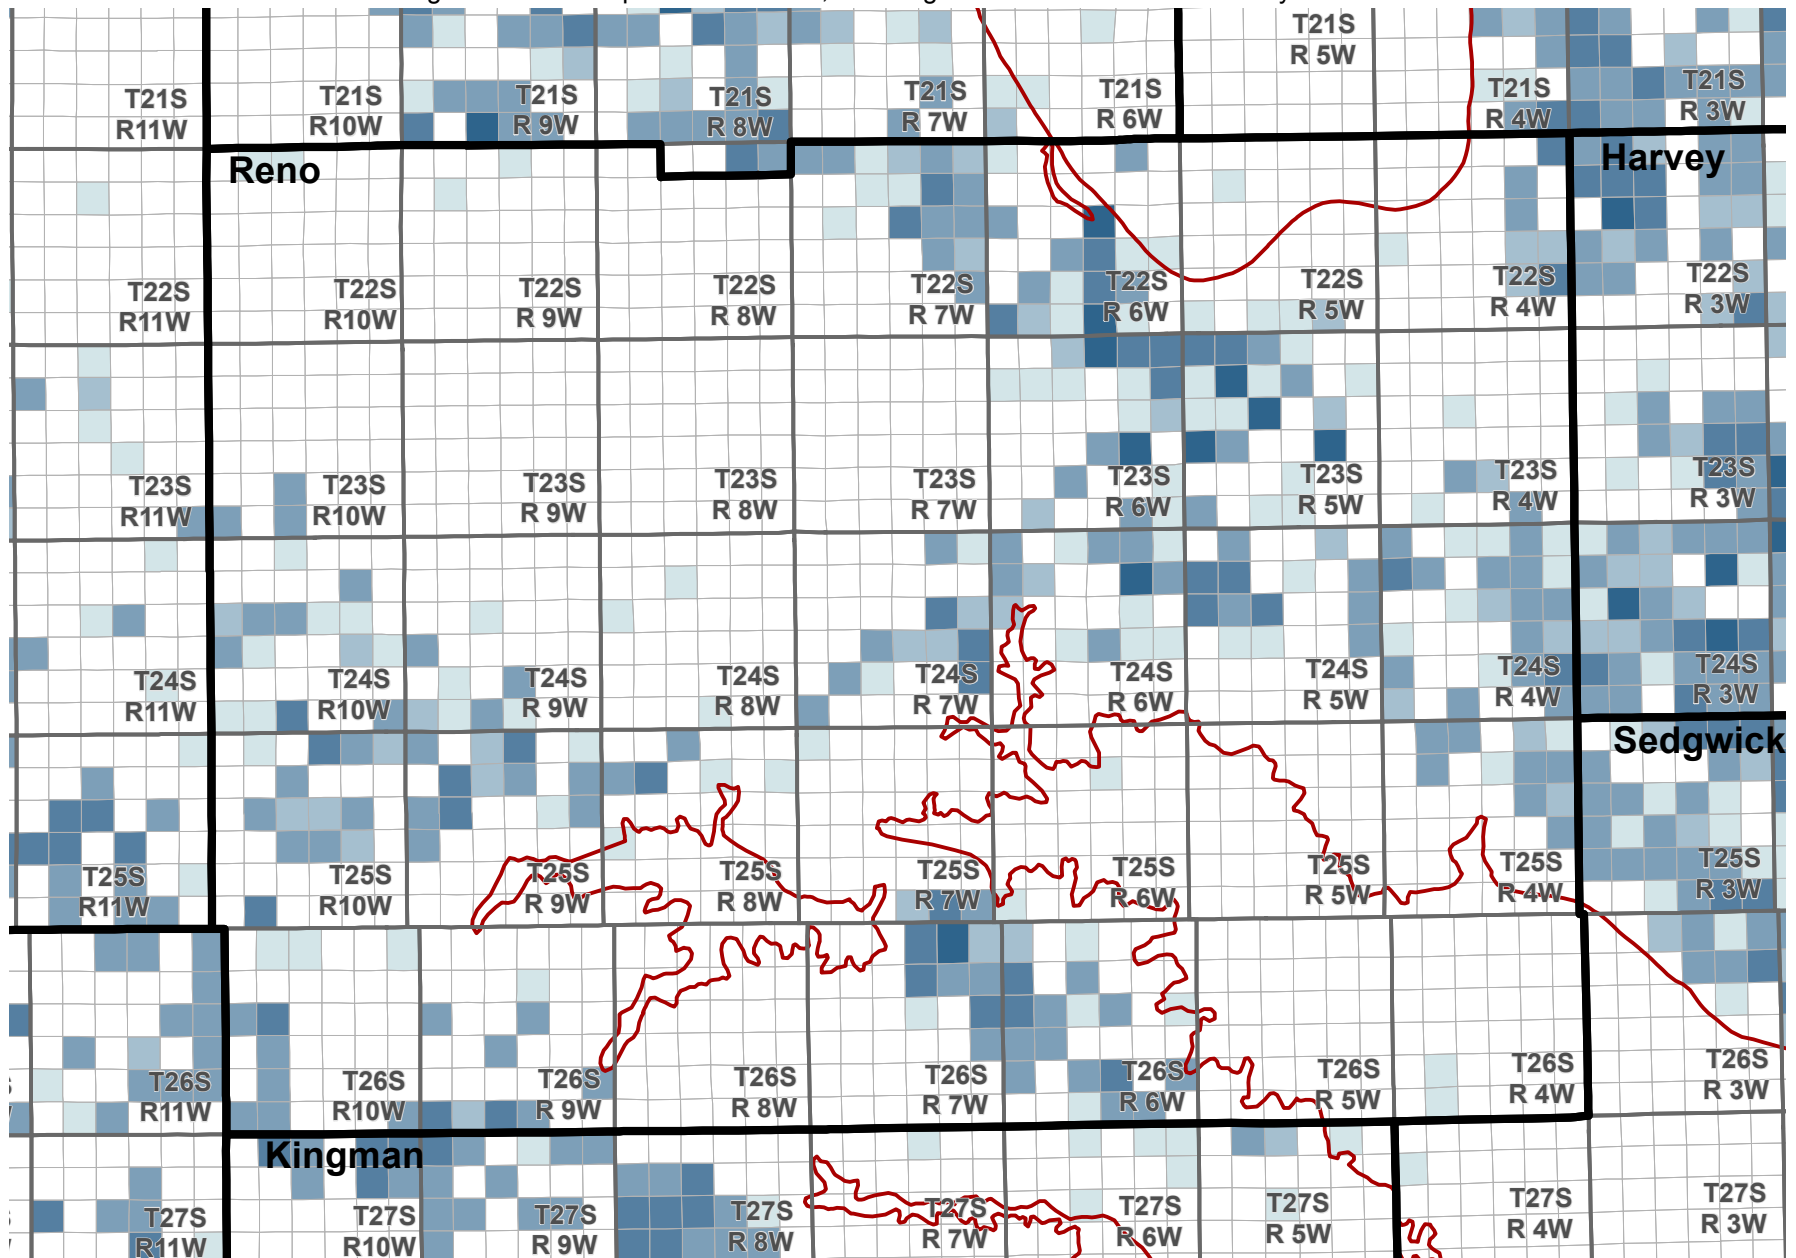 T21S
R 5W
T21S
R11W
T21S
R10W
T21S
R 9W
T21S
R 8W
T21S
R 7W
T21S
R 6W
T21S
R 4W
T21S
R 3W
Reno
Harvey
T22S
R11W
T22S
R10W
T22S
R 9W
T22S
R 8W
T22S
R 7W
T22S
R 6W
T22S
R 5W
T22S
R 4W
T22S
R 3W
T23S
R11W
T23S
R10W
T23S
R 9W
T23S
R 8W
T23S
R 7W
T23S
R 6W
T23S
R 5W
T23S
R 4W
T23S
R 3W
T24S
R11W
T24S
R10W
T24S
R 9W
T24S
R 8W
T24S
R 7W
T24S
R 6W
T24S
R 5W
T24S
R 4W
T24S
R 3W
Sedgwick
T25S
R11W
T25S
R10W
T25S
R 9W
T25S
R 8W
T25S
R 7W
T25S
R 6W
T25S
R 5W
T25S
R 4W
T25S
R 3W
T26S
R11W
T26S
R10W
T26S
R 9W
T26S
R 8W
T26S
R 7W
T26S
R 6W
T26S
R 5W
T26S
R 4W
T26S
R 3W
Kingman
T27S
R11W
T27S
R10W
T27S
R 9W
T27S
R 8W
T27S
R 7W
T27S
R 6W
T27S
R 5W
T27S
R 4W
T27S
R 3W